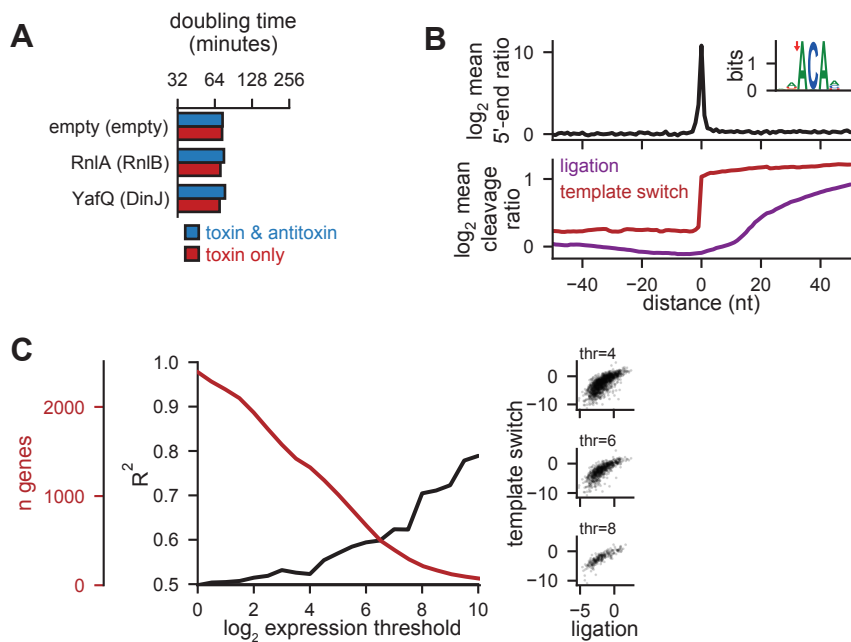 A
doubling time
(minutes)
32 64 128 256
empty (empty)
RnlA (RnlB)
YafQ (DinJ)
toxin & antitoxin
toxin only
B
log2 mean
5'-end ratio
10
0
bits
1
0
ACA
log2 mean
cleavage
ratio
1
0
ligation
template switch
−40 −20 0 20 40
distance (nt)
C
n genes
2000
1000
0
R²
1.0
0.9
0.8
0.7
0.6
0.5
0 2 4 6 8 10
log2 expression threshold
template switch
thr=4
0
−10
thr=6
0
−10
thr=8
0
−10
−5 0
ligation